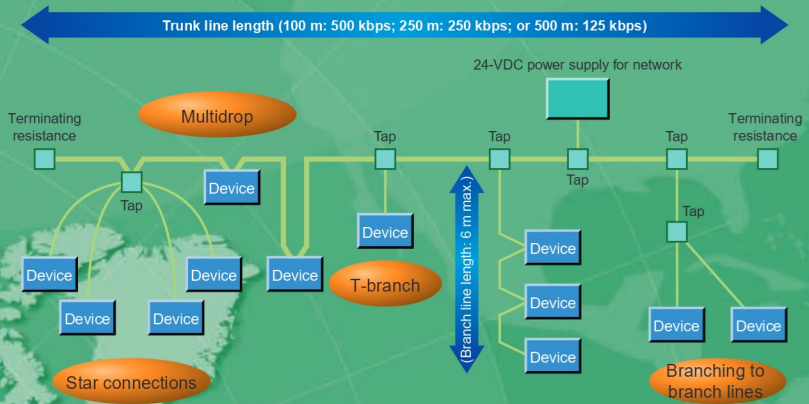 Trunk line length (100 m: 500 kbps; 250 m: 250 kbps; or 500 m: 125 kbps)
24-VDC power supply for network
Terminating
resistance
Multidrop
Tap
Tap
Tap
Terminating
resistance
Tap
Device
Tap
Tap
Device
(Branch line length: 6 m max.)
Device
Device
Device
Device
T-branch
Device
Device
Device
Device
Device
Device
Star connections
Branching to
branch lines